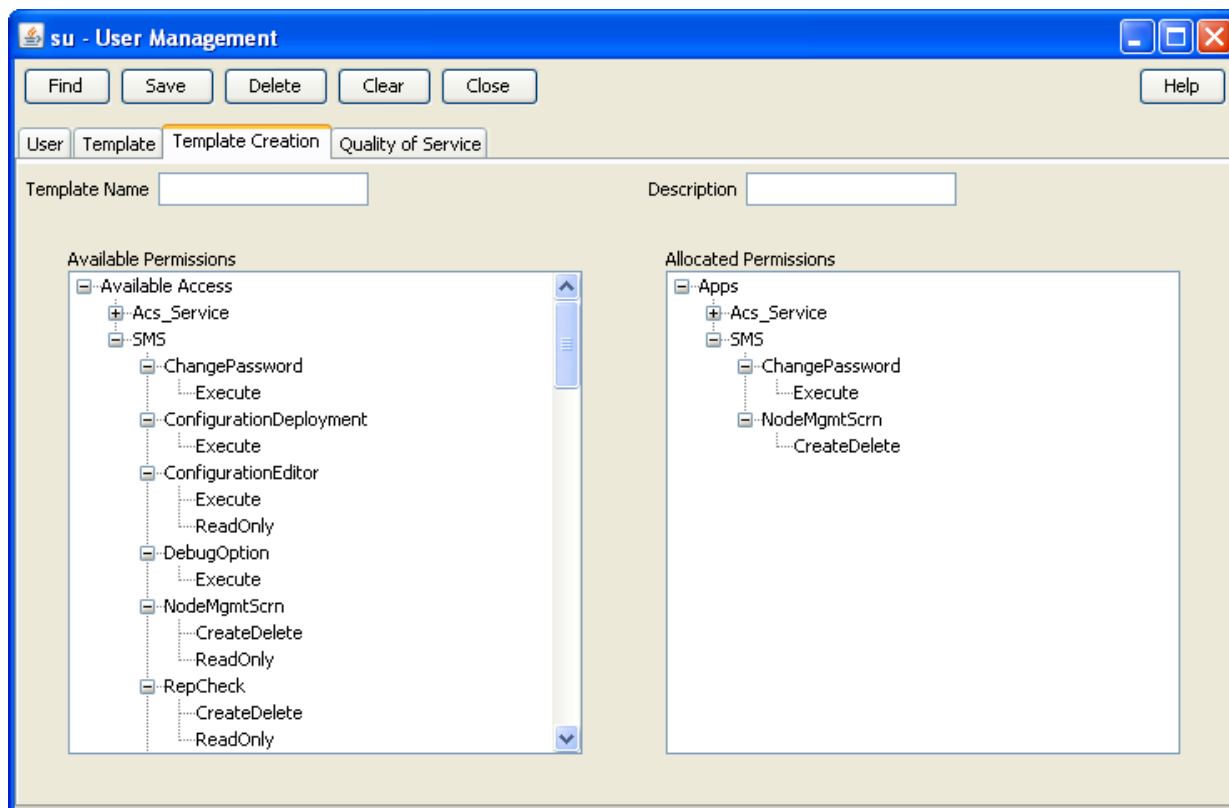 su - User Management
Find Save Delete Clear Close Help
User Template Template Creation Quality of Service
Template Name Description
Available Permissions
Available Access
Acs_Service
SMS
ChangePassword
Execute
ConfigurationDeployment
Execute
ConfigurationEditor
Execute
ReadOnly
DebugOption
Execute
NodeMgmtScrn
CreateDelete
ReadOnly
RepCheck
CreateDelete
ReadOnly
Allocated Permissions
Apps
Acs_Service
SMS
ChangePassword
Execute
NodeMgmtScrn
CreateDelete